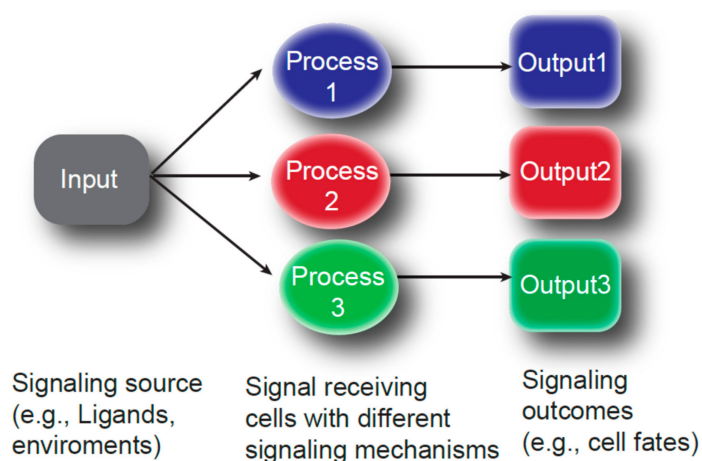 Process
1
Output1
Input
Process
2
Output2
Process
3
Output3
Signaling source
(e.g., Ligands,
enviroments)
Signal receiving
cells with different
signaling mechanisms
Signaling
outcomes
(e.g., cell fates)